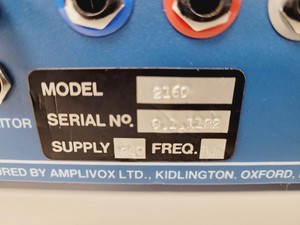 MODEL 2160
SERIAL No.
SUPPLY FREQ.
BY AMPLIVOX LTD., KIDLINGTON, OXFORD,